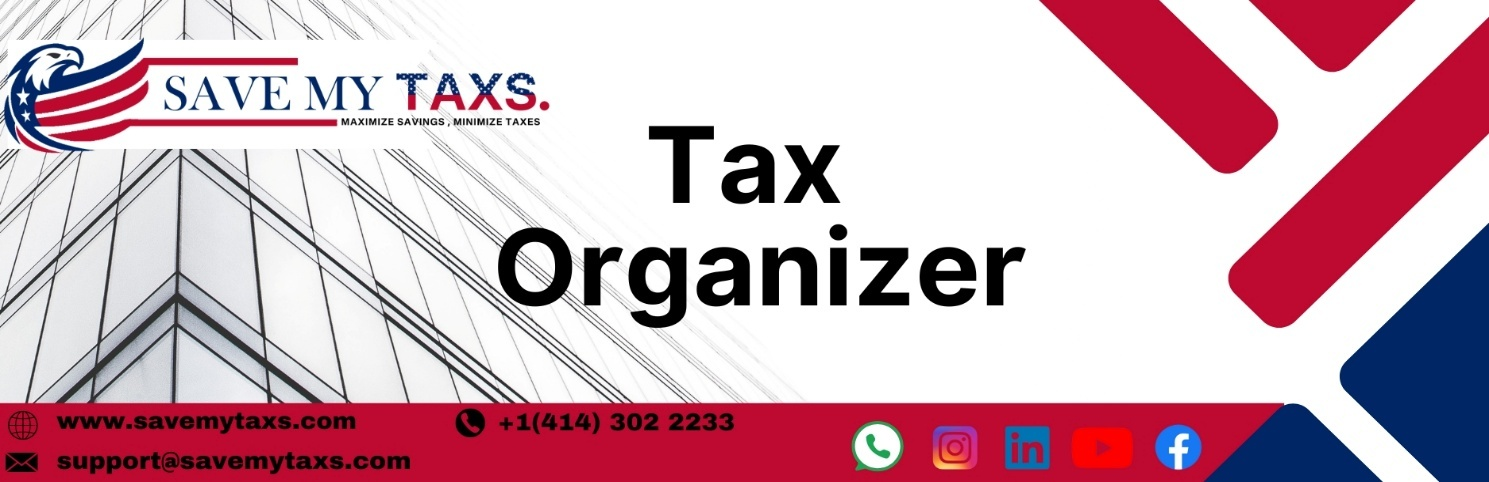 SAVE MY TAXS.
MAXIMIZE SAVINGS , MINIMIZE TAXES
Tax
Organizer
www.savemytaxs.com
+1(414) 302 2233
support@savemytaxs.com
in